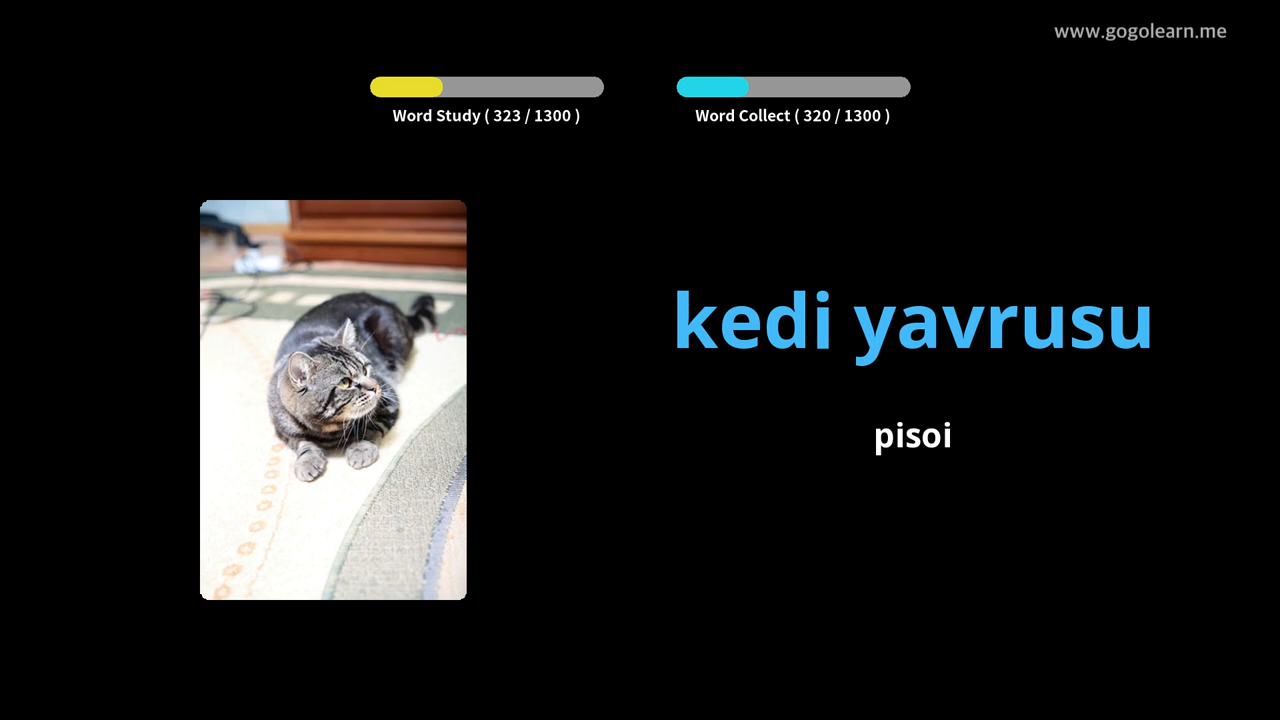 www.gogolearn.me
Word Study ( 323 / 1300 )
Word Collect ( 320 / 1300 )
kedi yavrusu
pisoi